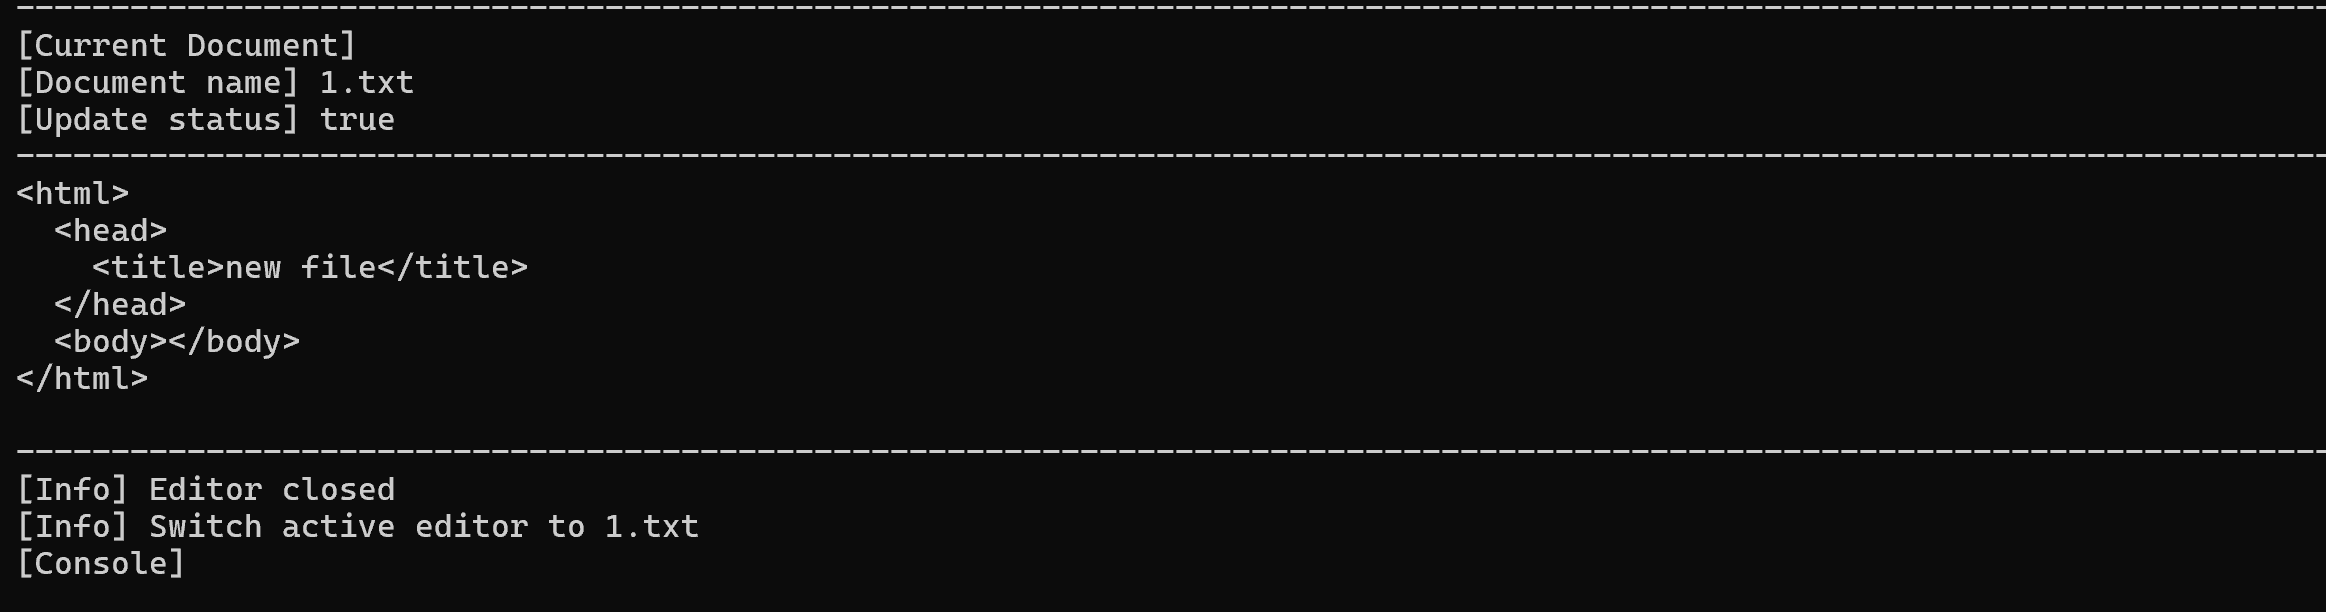 [Current Document]
[Document name] 1.txt
[Update status] true
<html>
  <head>
    <title>new file</title>
  </head>
  <body></body>
</html>
[Info] Editor closed
[Info] Switch active editor to 1.txt
[Console]